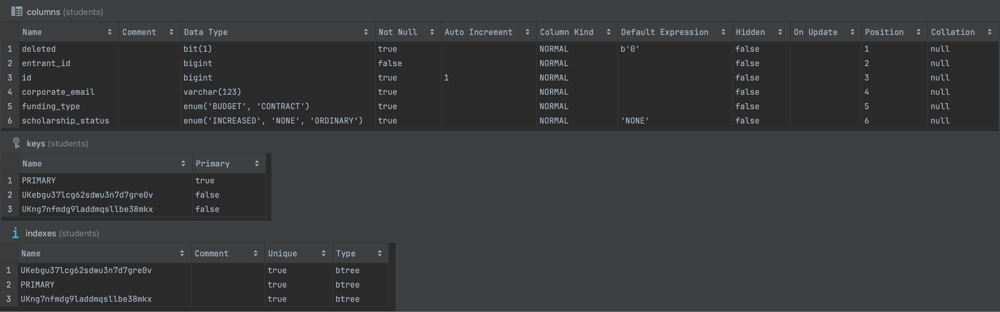 columns (students)
Name Comment Data Type Not Null Auto Increment Column Kind Default Expression Hidden On Update Position Collation
1 deleted bit(1) true NORMAL b'0' false 1 null
2 entrant_id bigint false NORMAL false 2 null
3 id bigint true 1 NORMAL false 3 null
4 corporate_email varchar(123) true NORMAL false 4 null
5 funding_type enum('BUDGET', 'CONTRACT') true NORMAL false 5 null
6 scholarship_status enum('INCREASED', 'NONE', 'ORDINARY') true NORMAL 'NONE' false 6 null
keys (students)
Name Primary
1 PRIMARY true
2 UKebgu37lcg62sdwu3n7d7gre0v false
3 UKng7nfmdg9laddmqsllbe38mkx false
indexes (students)
Name Comment Unique Type
1 UKebgu37lcg62sdwu3n7d7gre0v true btree
2 PRIMARY true btree
3 UKng7nfmdg9laddmqsllbe38mkx true btree